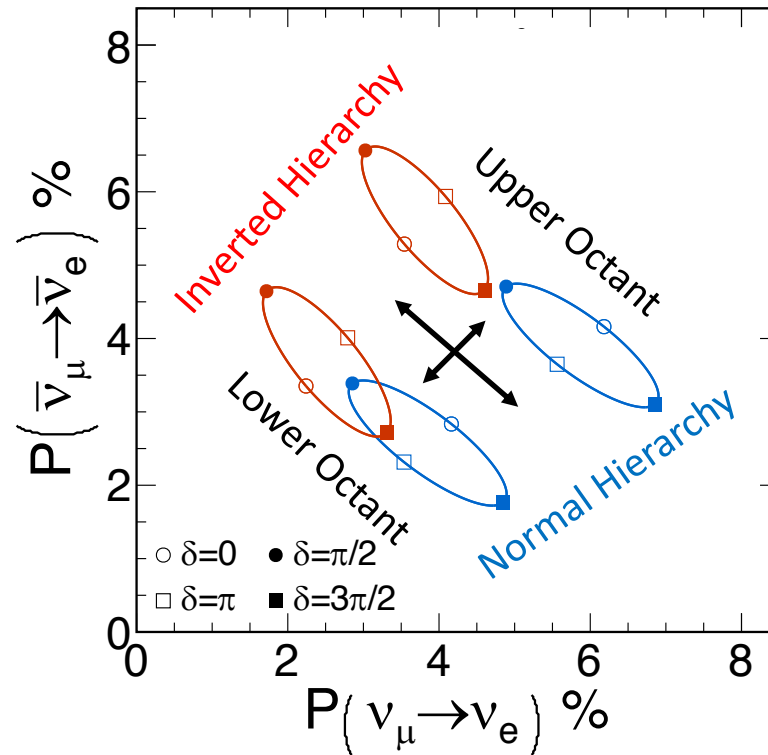 P(ν̅μ→ν̅e) %
8
6
4
2
0
Inverted Hierarchy
Upper Octant
Lower Octant
Normal Hierarchy
○ δ=0 ● δ=π/2
□ δ=π ■ δ=3π/2
0 2 4 6 8
P(νμ→νe) %